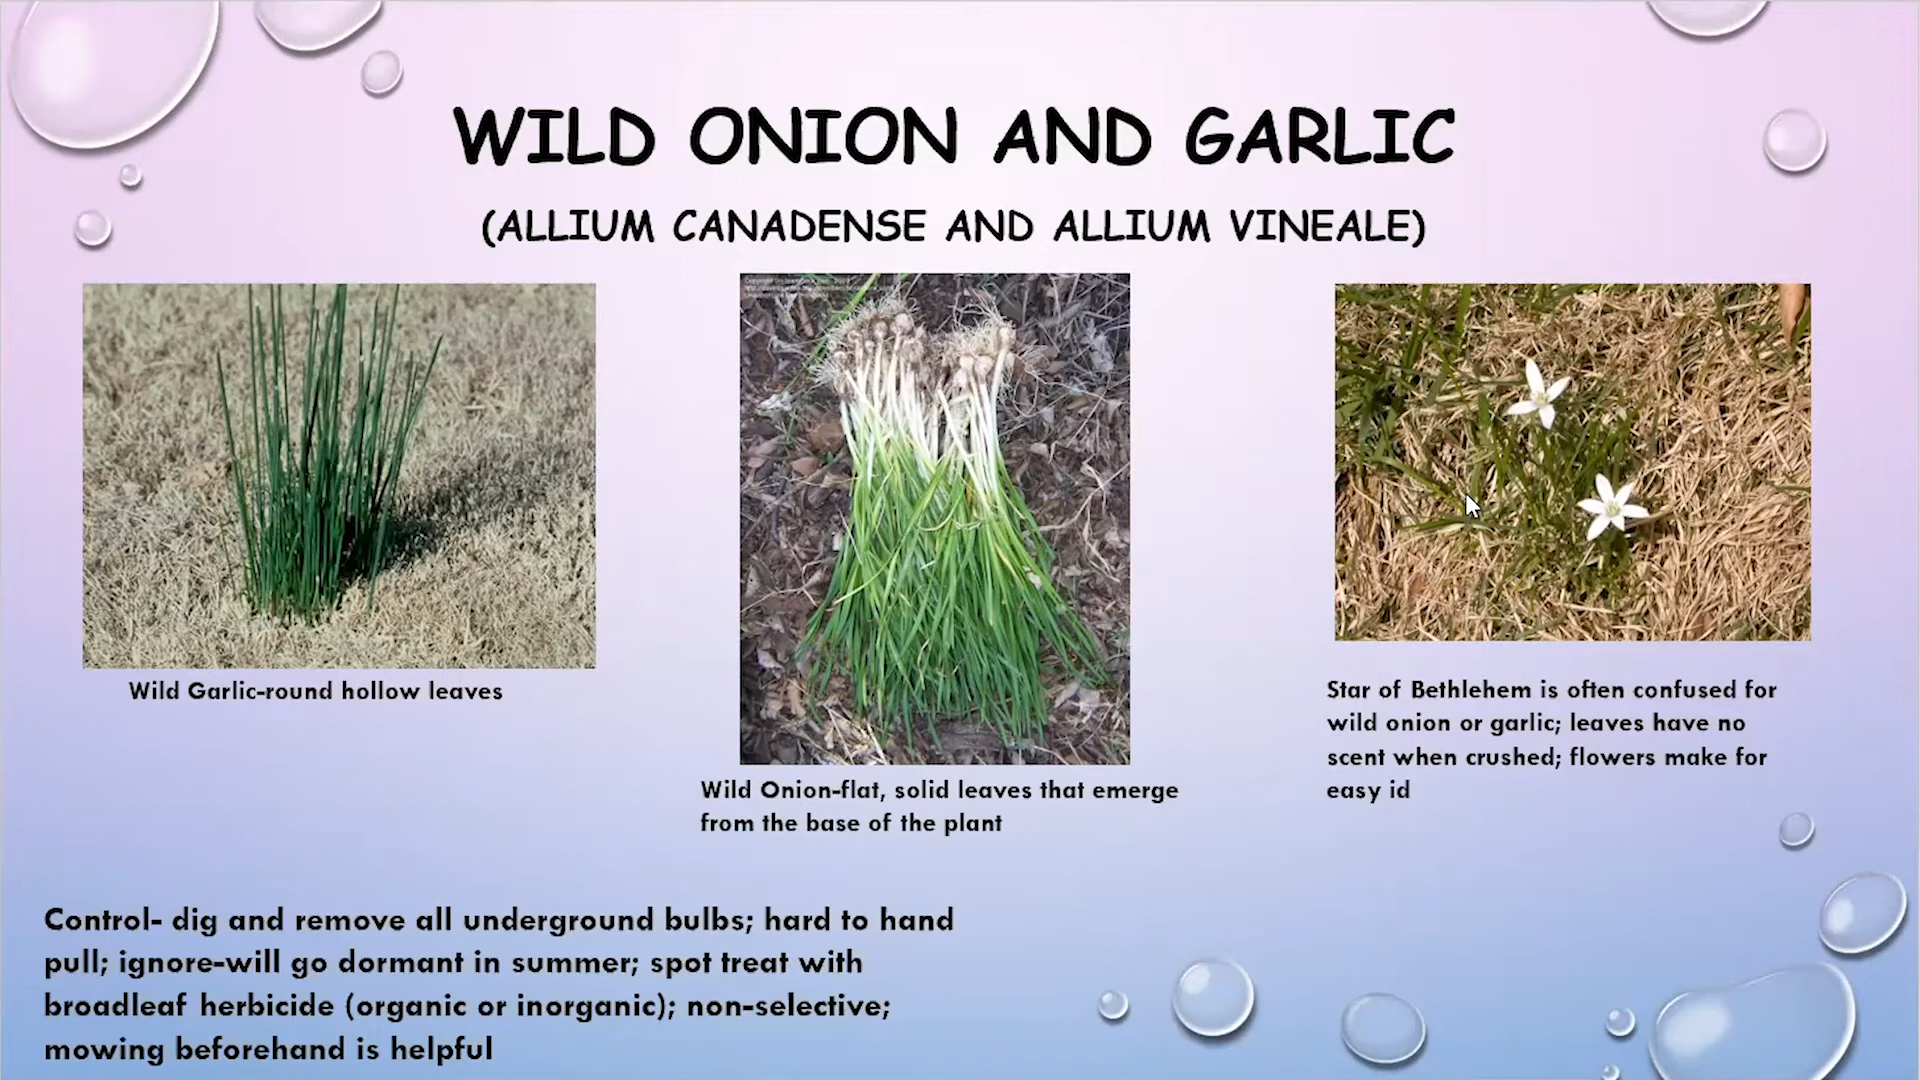 WILD ONION AND GARLIC
(ALLIUM CANADENSE AND ALLIUM VINEALE)
Wild Garlic-round hollow leaves
Wild Onion-flat, solid leaves that emerge
from the base of the plant
Star of Bethlehem is often confused for
wild onion or garlic; leaves have no
scent when crushed; flowers make for
easy id
Control- dig and remove all underground bulbs; hard to hand
pull; ignore-will go dormant in summer; spot treat with
broadleaf herbicide (organic or inorganic); non-selective;
mowing beforehand is helpful